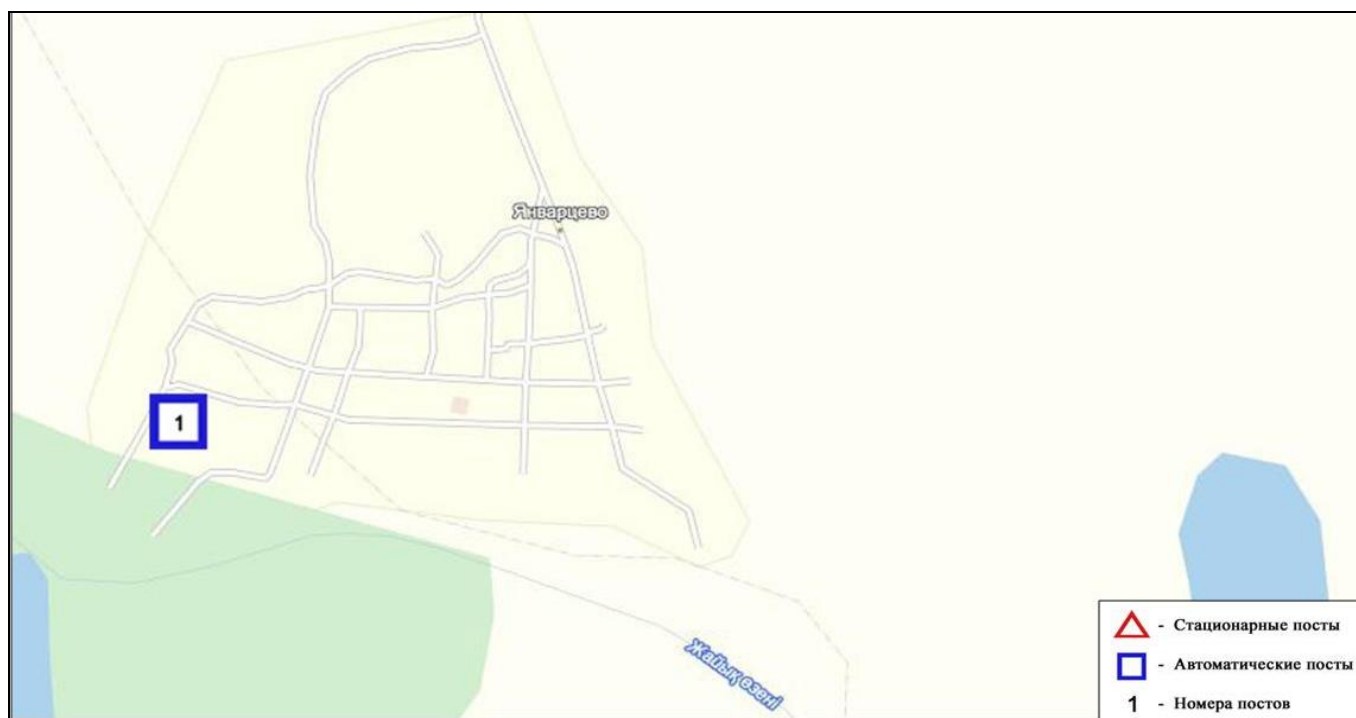 Январцево
1
Жайық өзені
- Стационарные посты
- Автоматические посты
1 - Номера постов